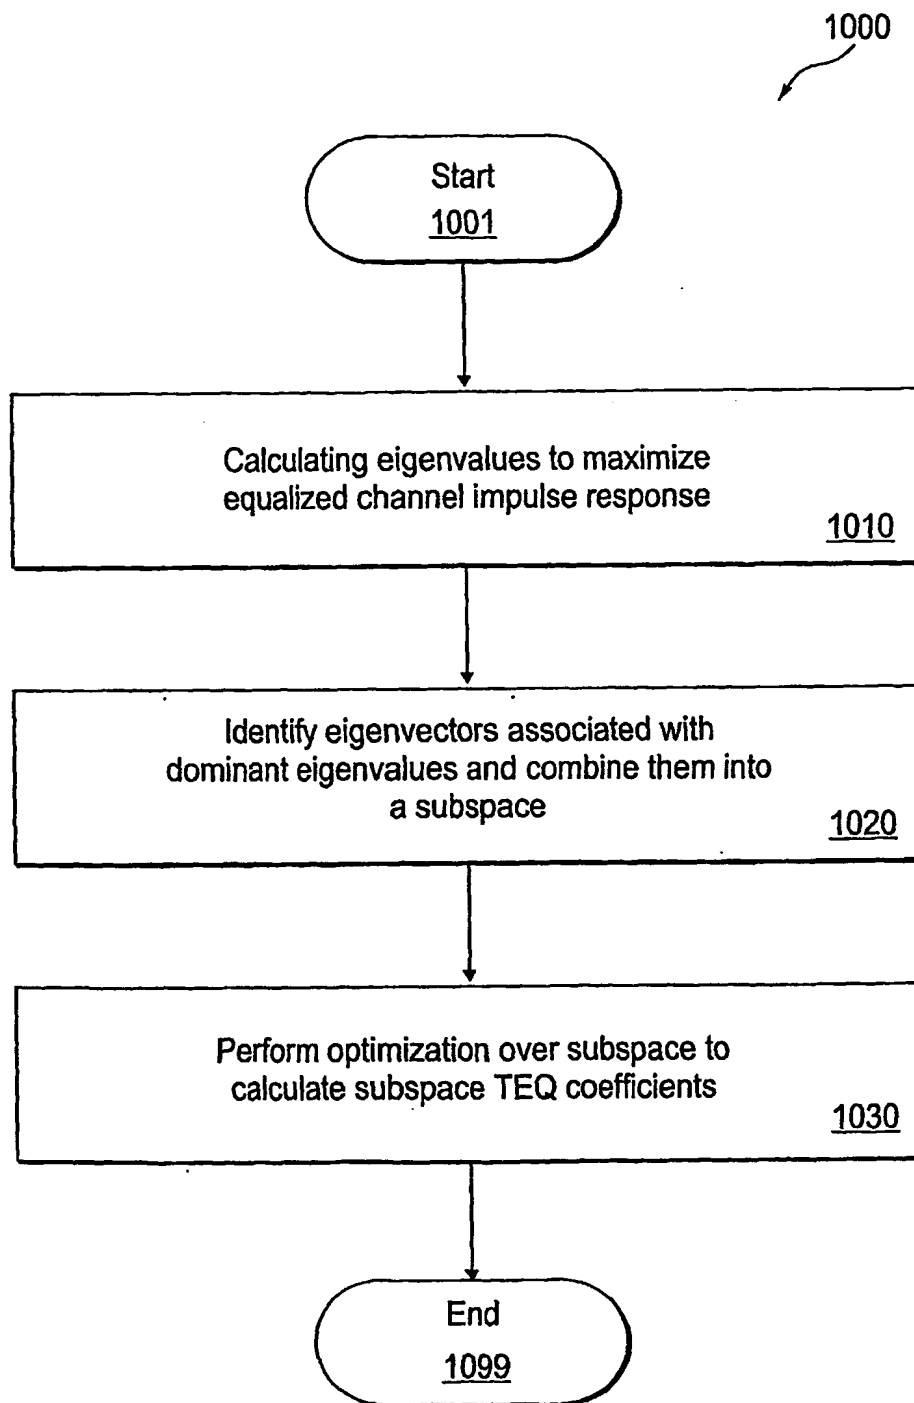 1000
Start
1001
Calculating eigenvalues to maximize
equalized channel impulse response
1010
Identify eigenvectors associated with
dominant eigenvalues and combine them into
a subspace
1020
Perform optimization over subspace to
calculate subspace TEQ coefficients
1030
End
1099